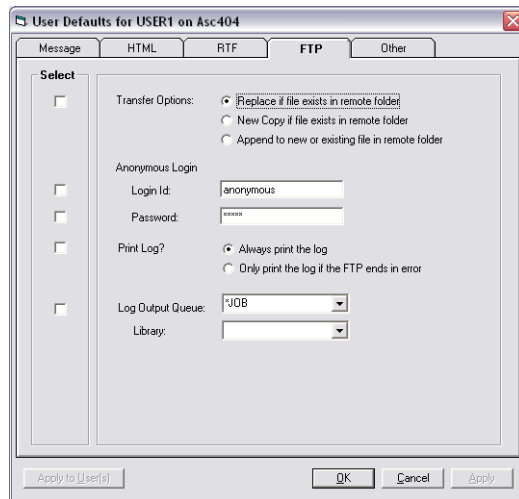 User Defaults for USER1 on Asc404
Message HTML RTF FTP Other
Select
Transfer Options: Replace if file exists in remote folder
New Copy if file exists in remote folder
Append to new or existing file in remote folder
Anonymous Login
Login Id: anonymous
Password: *****
Print Log? Always print the log
Only print the log if the FTP ends in error
Log Output Queue: *JOB
Library:
Apply to User[s] OK Cancel Apply